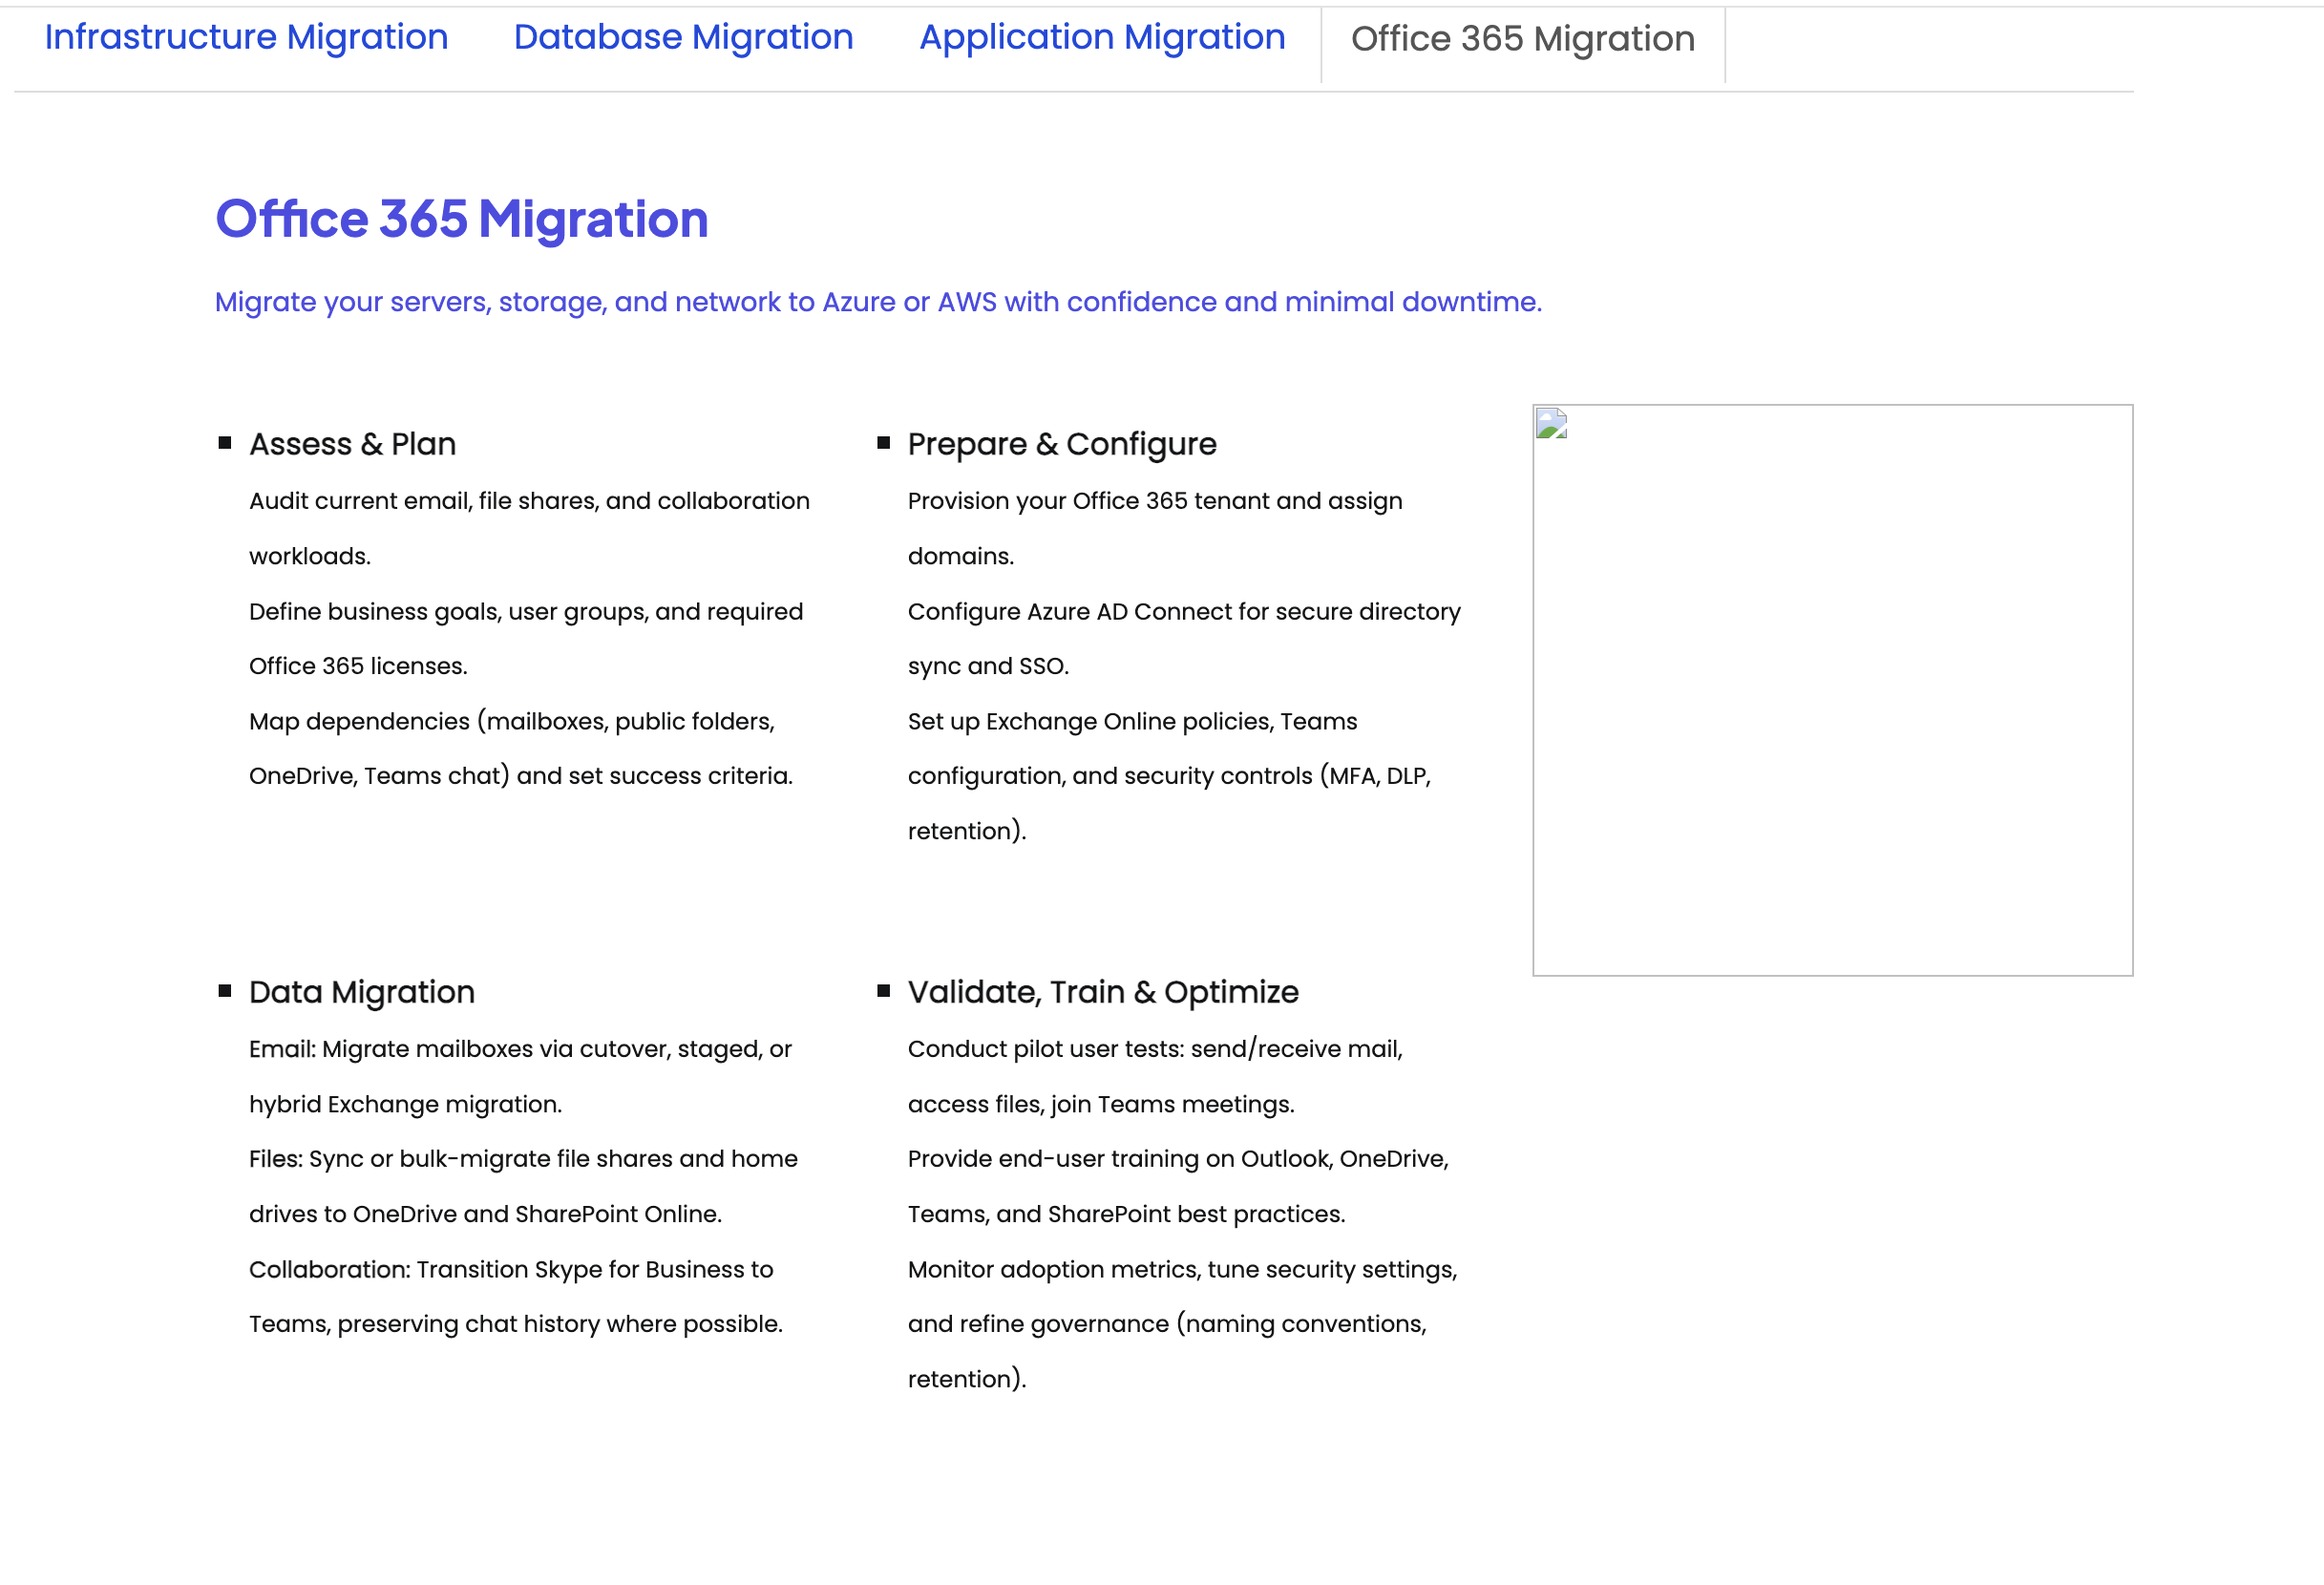 Infrastructure Migration
Database Migration
Application Migration
Office 365 Migration
Office 365 Migration
Migrate your servers, storage, and network to Azure or AWS with confidence and minimal downtime.
Assess & Plan
Audit current email, file shares, and collaboration
workloads.
Define business goals, user groups, and required
Office 365 licenses.
Map dependencies (mailboxes, public folders,
OneDrive, Teams chat) and set success criteria.
Prepare & Configure
Provision your Office 365 tenant and assign
domains.
Configure Azure AD Connect for secure directory
sync and SSO.
Set up Exchange Online policies, Teams
configuration, and security controls (MFA, DLP,
retention).
Data Migration
Email: Migrate mailboxes via cutover, staged, or
hybrid Exchange migration.
Files: Sync or bulk-migrate file shares and home
drives to OneDrive and SharePoint Online.
Collaboration: Transition Skype for Business to
Teams, preserving chat history where possible.
Validate, Train & Optimize
Conduct pilot user tests: send/receive mail,
access files, join Teams meetings.
Provide end-user training on Outlook, OneDrive,
Teams, and SharePoint best practices.
Monitor adoption metrics, tune security settings,
and refine governance (naming conventions,
retention).